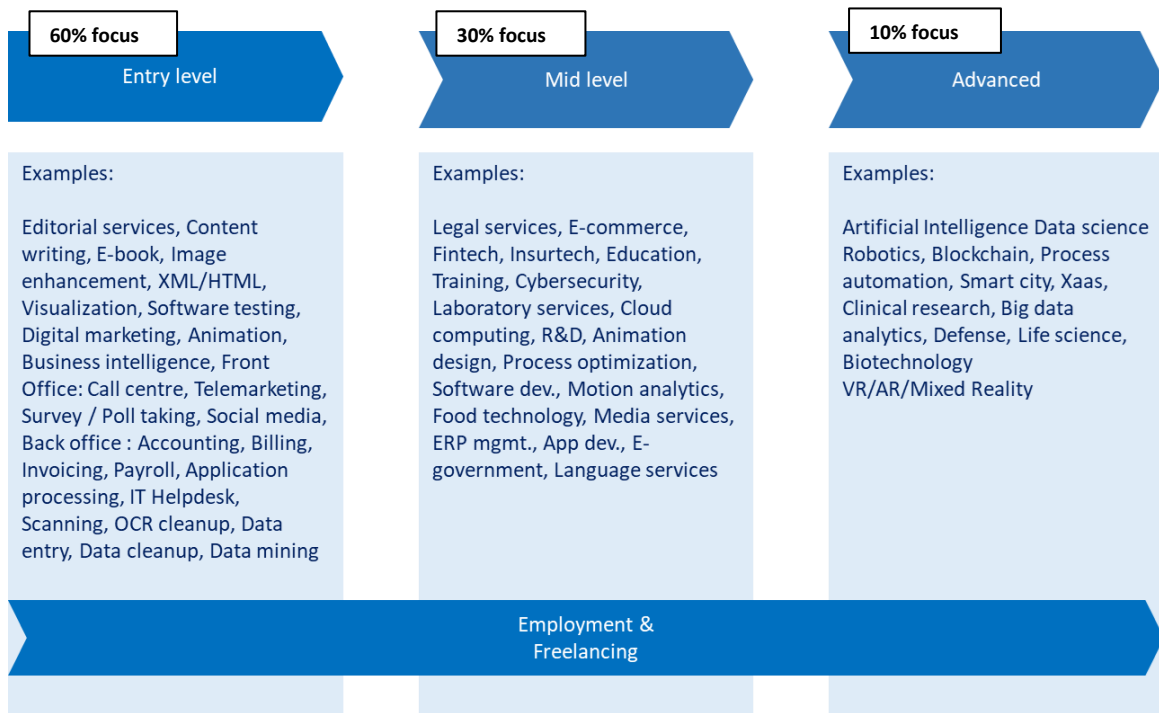 60% focus
Entry level
Examples:
Editorial services, Content
writing, E-book, Image
enhancement, XML/HTML,
Visualization, Software testing,
Digital marketing, Animation,
Business intelligence, Front
Office: Call centre, Telemarketing,
Survey / Poll taking, Social media,
Back office : Accounting, Billing,
Invoicing, Payroll, Application
processing, IT Helpdesk,
Scanning, OCR cleanup, Data
entry, Data cleanup, Data mining
30% focus
Mid level
Examples:
Legal services, E-commerce,
Fintech, Insurtech, Education,
Training, Cybersecurity,
Laboratory services, Cloud
computing, R&D, Animation
design, Process optimization,
Software dev., Motion analytics,
Food technology, Media services,
ERP mgmt., App dev., E-
government, Language services
10% focus
Advanced
Examples:
Artificial Intelligence Data science
Robotics, Blockchain, Process
automation, Smart city, Xaas,
Clinical research, Big data
analytics, Defense, Life science,
Biotechnology
VR/AR/Mixed Reality
Employment &
Freelancing